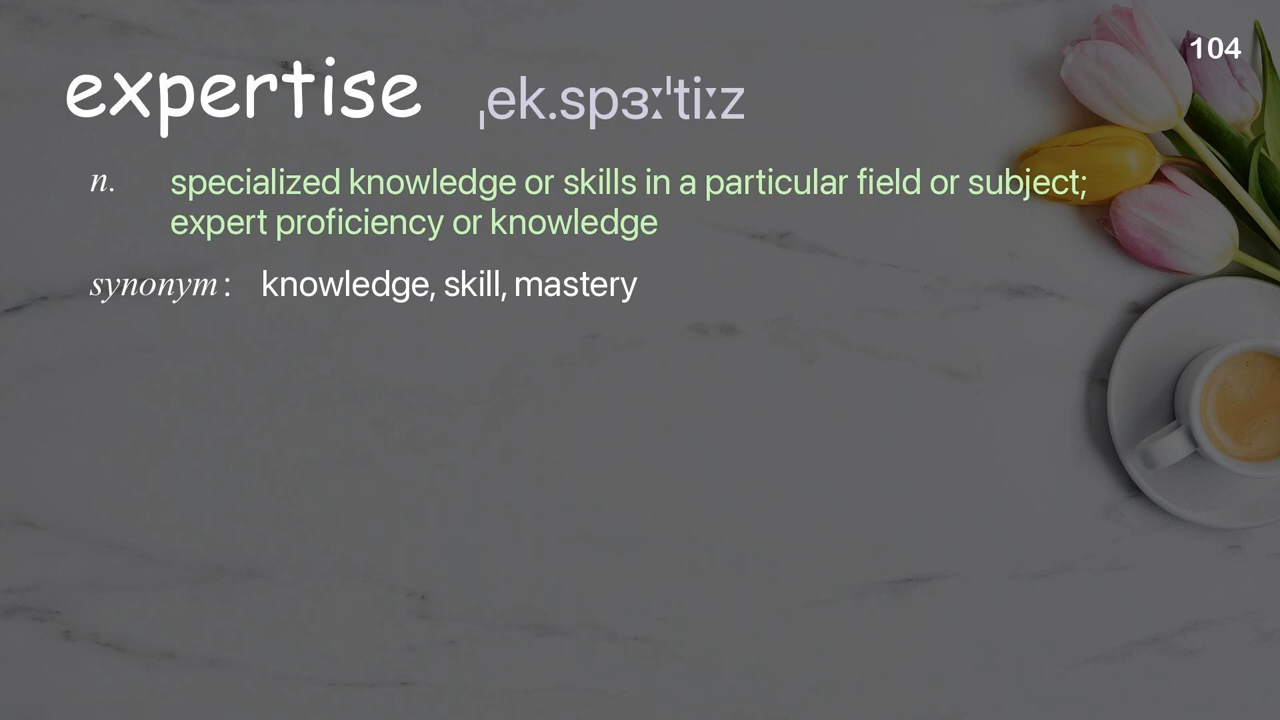 104
expertise ˌek.spɜːˈtiːz
n. specialized knowledge or skills in a particular field or subject;
expert proficiency or knowledge
synonym: knowledge, skill, mastery